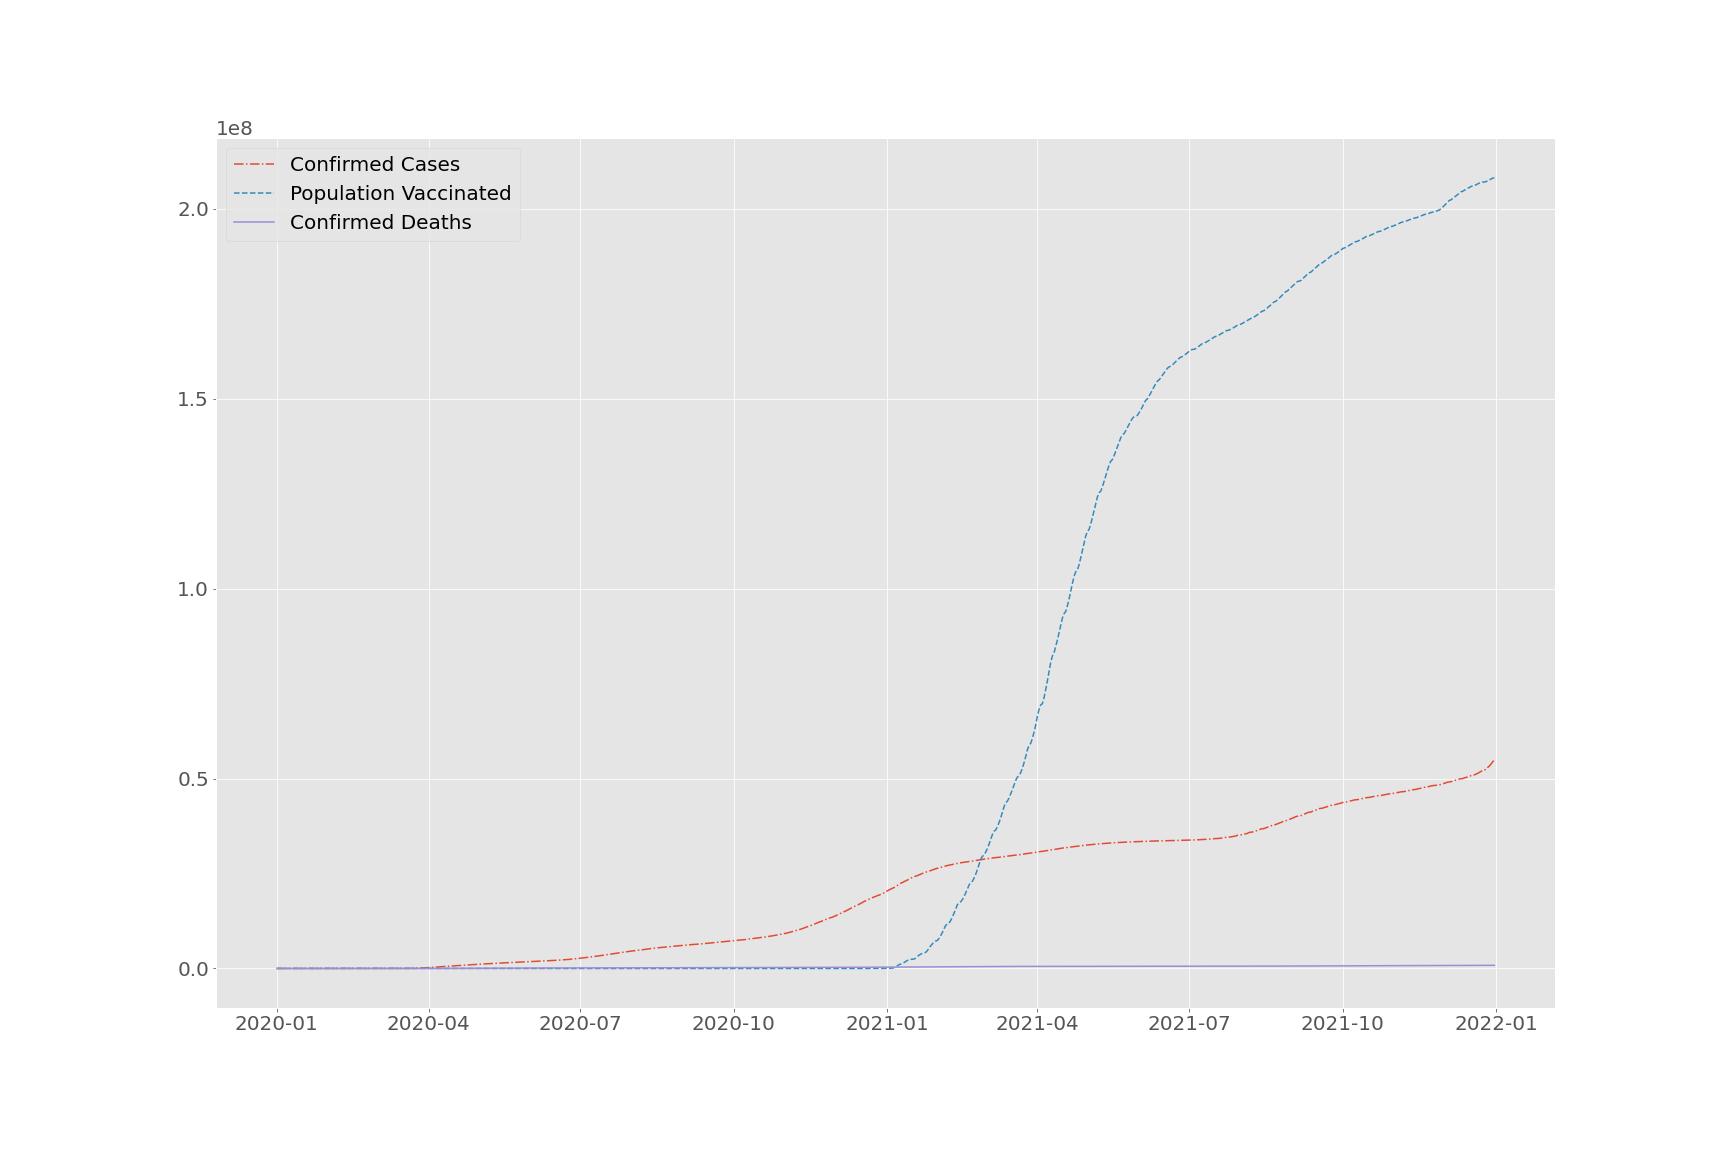 1e8
Confirmed Cases
Population Vaccinated
Confirmed Deaths
2.0
1.5
1.0
0.5
0.0
2020-01 2020-04 2020-07 2020-10 2021-01 2021-04 2021-07 2021-10 2022-01